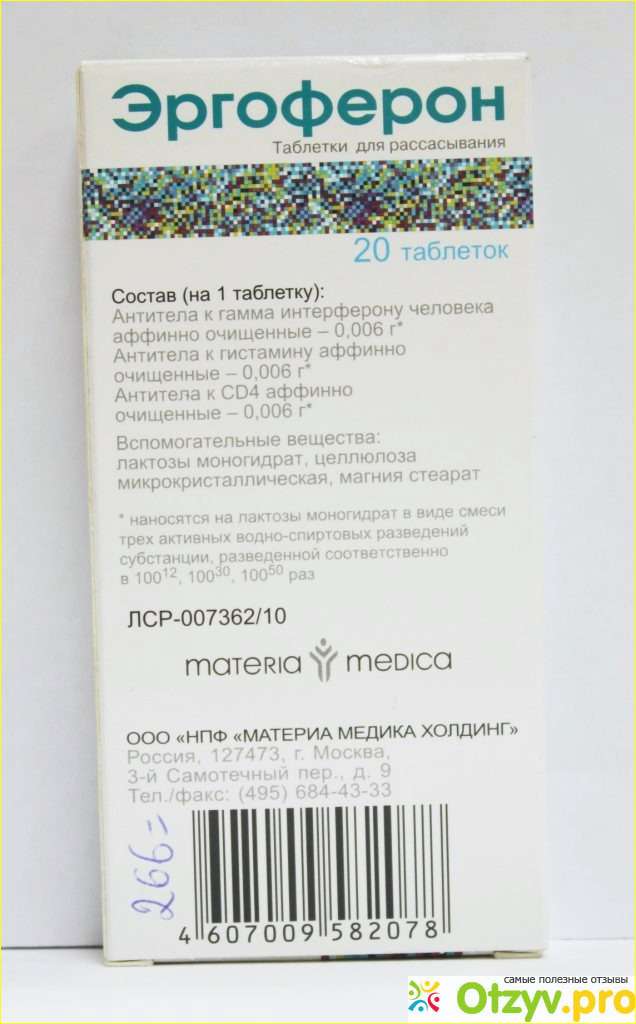 Эргоферон
Таблетки для рассасывания
20 таблеток
Состав (на 1 таблетку):
Антитела к гамма интерферону человека
аффинно очищенные – 0,006 г*
Антитела к гистамину аффинно
очищенные – 0,006 г*
Антитела к CD4 аффинно
очищенные – 0,006 г*
Вспомогательные вещества:
лактозы моногидрат, целлюлоза
микрокристаллическая, магния стеарат
* наносятся на лактозы моногидрат в виде смеси
трех активных водно-спиртовых разведений
субстанции, разведенной соответственно
в 100¹², 100³⁰, 100⁵⁰ раз
ЛСР-007362/10
materia medica
ООО «НПФ «МАТЕРИА МЕДИКА ХОЛДИНГ»
Россия, 127473, г. Москва,
3-й Самотечный пер., д. 9
Тел./факс: (495) 684-43-33
266=
4 607009 582078
самые полезные отзывы
Otzyv.pro